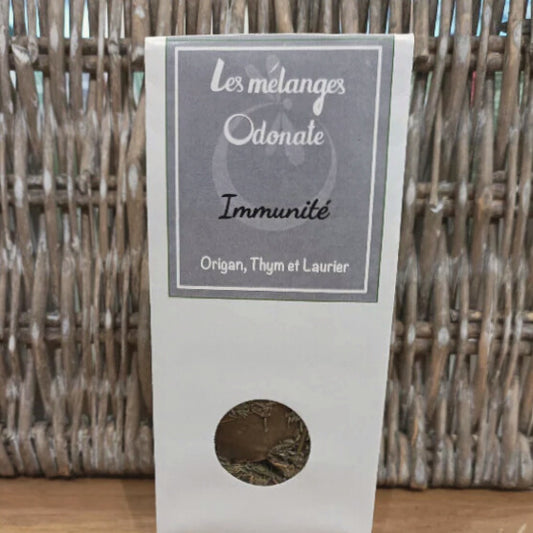 Les mélanges
Odonate
Immunité
Origan, Thym et Laurier